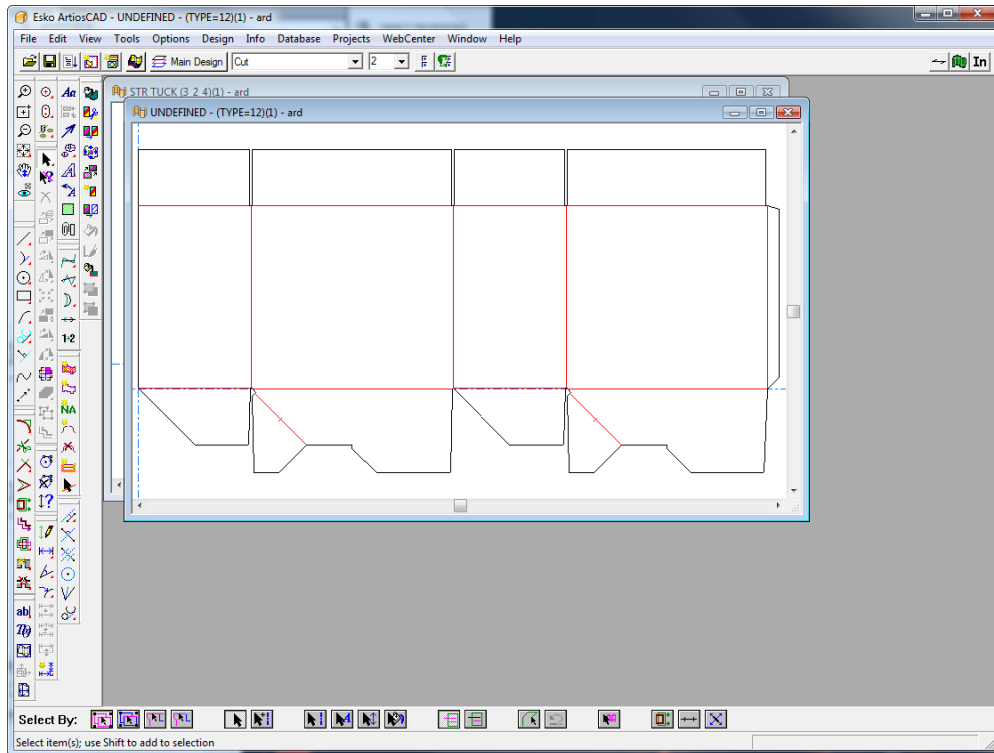 Esko ArtiosCAD - UNDEFINED - (TYPE=12)(1) - ard
File Edit View Tools Options Design Info Database Projects WebCenter Window Help
Main Design Cut 2 In
STR TUCK (3 2 4)(1) - ard
UNDEFINED - (TYPE=12)(1) - ard
1•2
NA
ab
Select By:
Select item(s); use Shift to add to selection